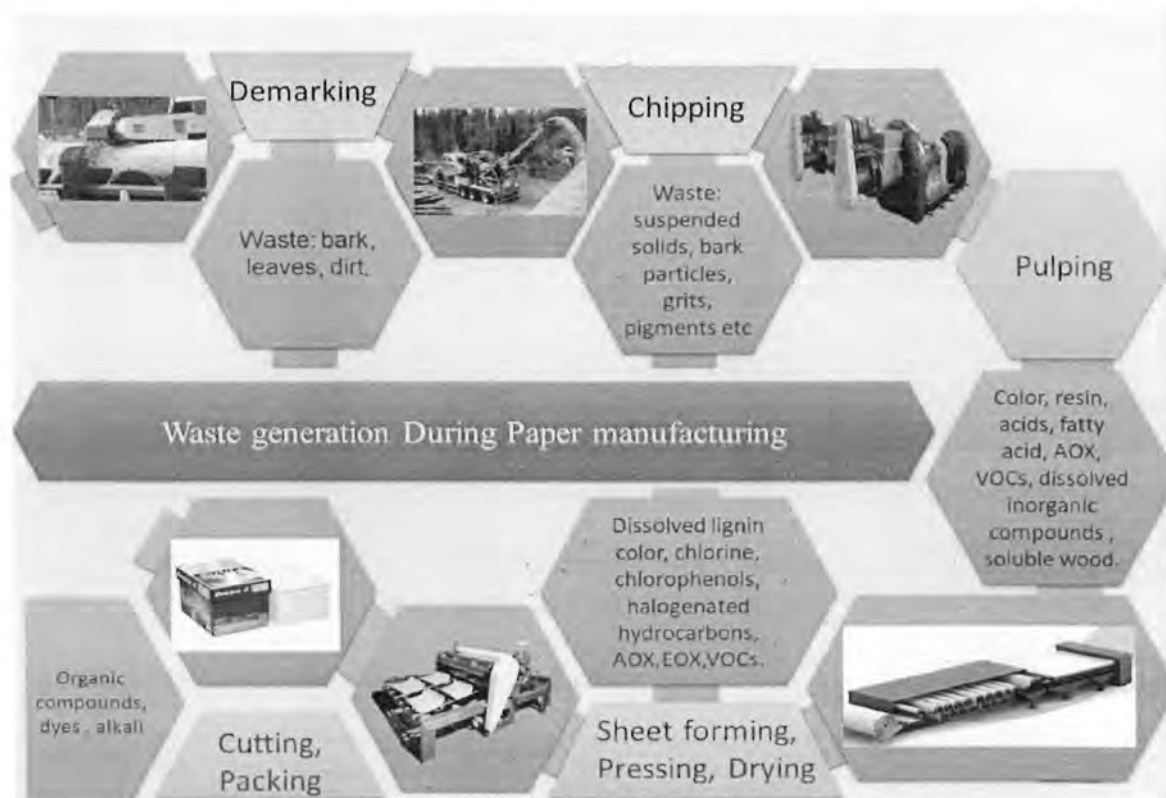 Demarking
Chipping
Waste: bark,
leaves, dirt.
Waste:
suspended
solids, bark
particles,
grits,
pigments etc
Pulping
Waste generation During Paper manufacturing
Color, resin,
acids, fatty
acid, AOX,
VOCs, dissolved
inorganic
compounds ,
soluble wood.
Dissolved lignin
color, chlorine,
chlorophenols,
halogenated
hydrocarbons,
AOX,EOX,VOCs.
Organic
compounds,
dyes , alkali
Cutting,
Packing
Sheet forming,
Pressing, Drying